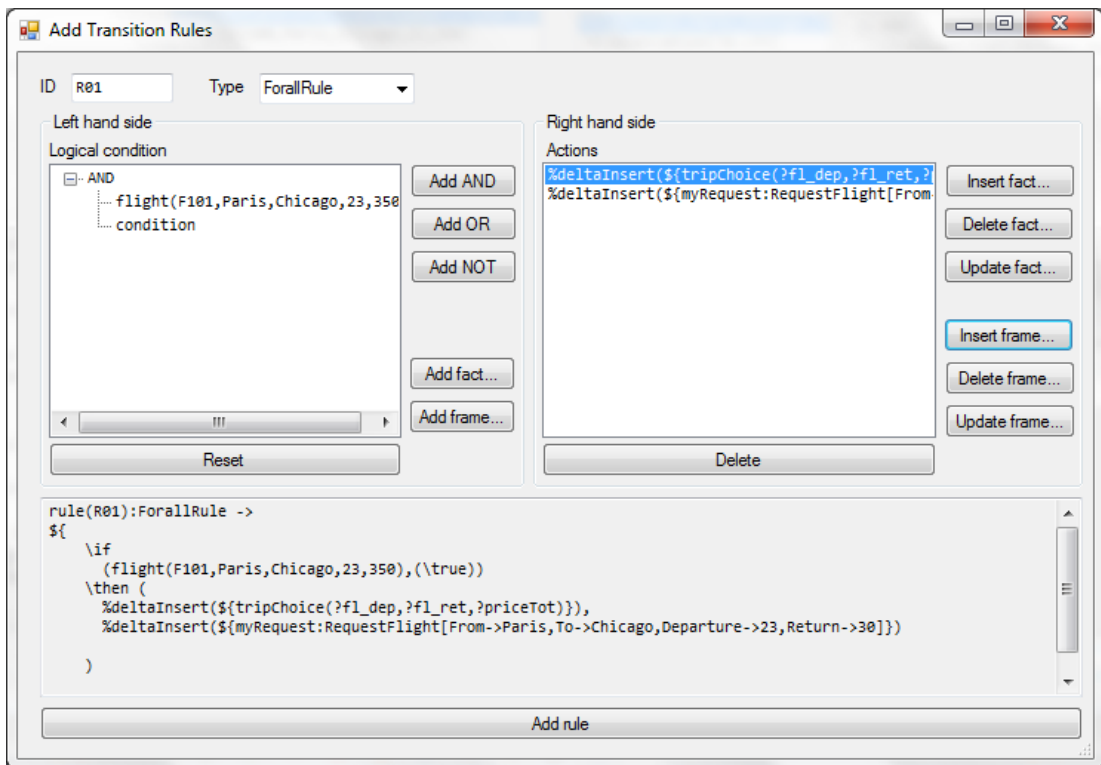 Add Transition Rules
ID R01 Type ForallRule
Left hand side
Logical condition
AND
flight(F101,Paris,Chicago,23,350
condition
Add AND
Add OR
Add NOT
Add fact...
Add frame...
Reset
Right hand side
Actions
%deltaInsert(${tripChoice(?fl_dep,?fl_ret,?
%deltaInsert(${myRequest:RequestFlight[From-
Insert fact...
Delete fact...
Update fact...
Insert frame...
Delete frame...
Update frame...
Delete
rule(R01):ForallRule ->
${
\if
(flight(F101,Paris,Chicago,23,350),(\true))
\then (
%deltaInsert(${tripChoice(?fl_dep,?fl_ret,?priceTot)}),
%deltaInsert(${myRequest:RequestFlight[From->Paris,To->Chicago,Departure->23,Return->30]})
)
Add rule